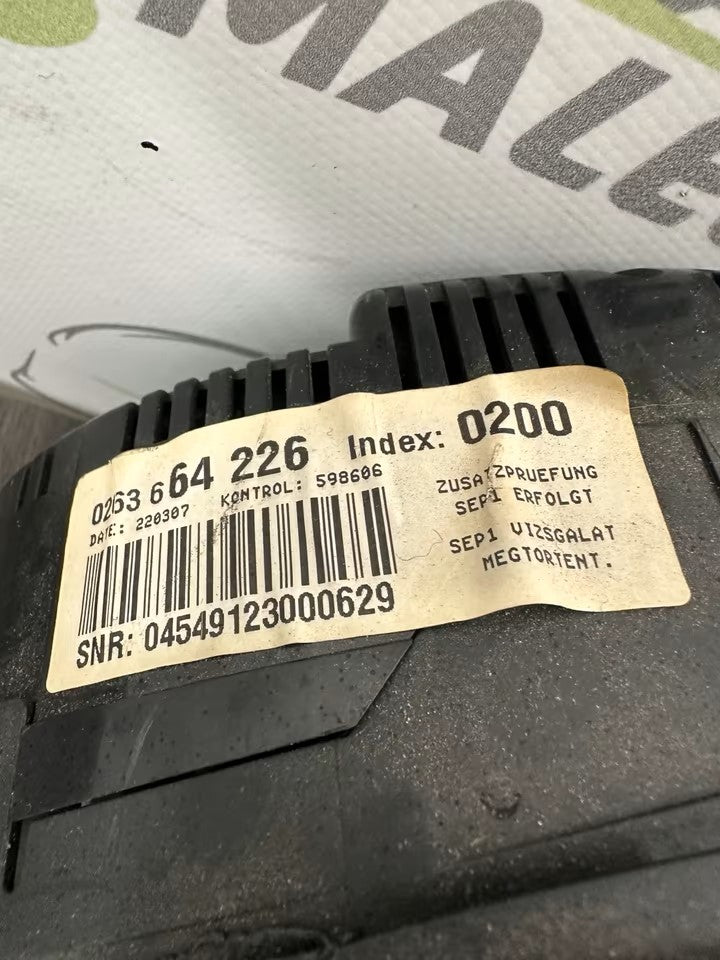 MALE
0263 664 226 Index: 0200
DATE: 220307 KONTROL: 598606
ZUSATZPRUEFUNG
SEP1 ERFOLGT
SEP1 VIZSGALAT
MEGTORTENT.
SNR: 04549123000629